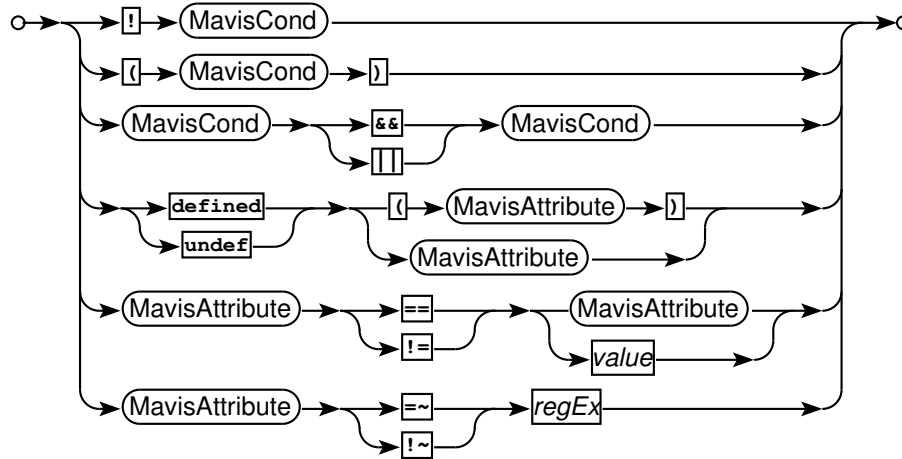 ! MavisCond
( MavisCond )
MavisCond && MavisCond
||
defined ( MavisAttribute )
undef MavisAttribute
MavisAttribute == MavisAttribute
!= value
MavisAttribute =~ regEx
!~